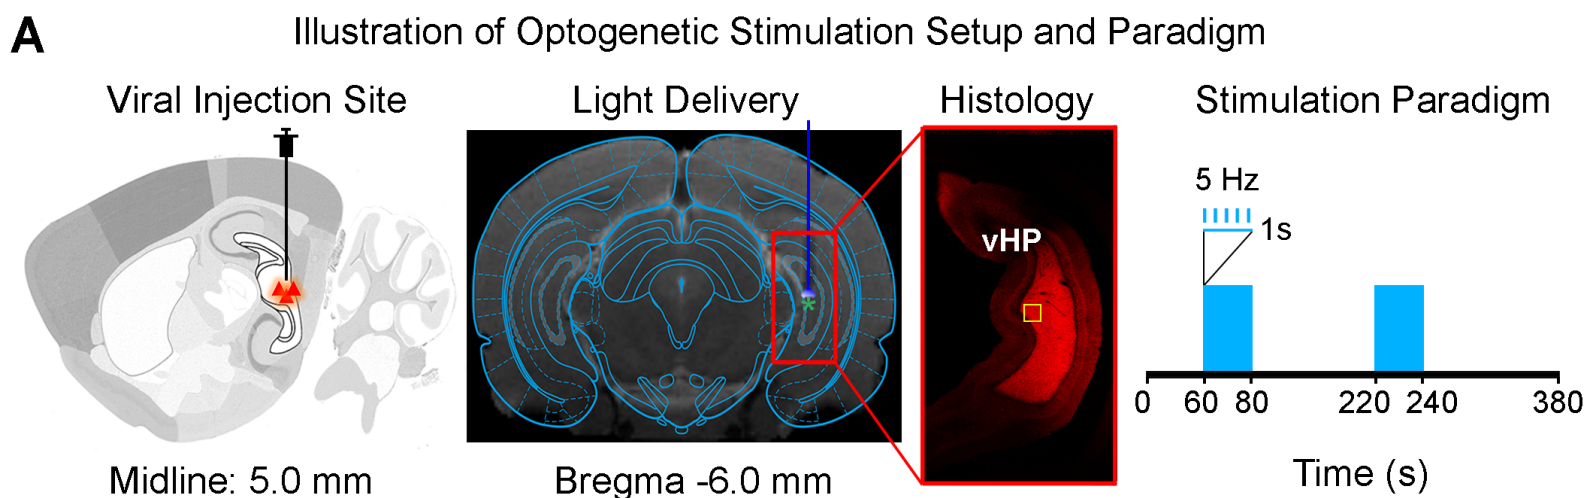 A
Illustration of Optogenetic Stimulation Setup and Paradigm
Viral Injection Site
Light Delivery
Histology
Stimulation Paradigm
5 Hz
1s
vHP
*
0 60 80 220 240 380
Midline: 5.0 mm
Bregma -6.0 mm
Time (s)